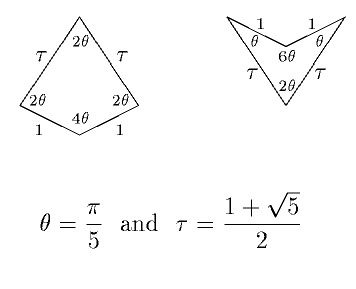 1 1
2θ θ θ
τ τ 6θ
τ τ
2θ 2θ 2θ
4θ
1 1
θ = π/5 and τ = (1 + √5)/2